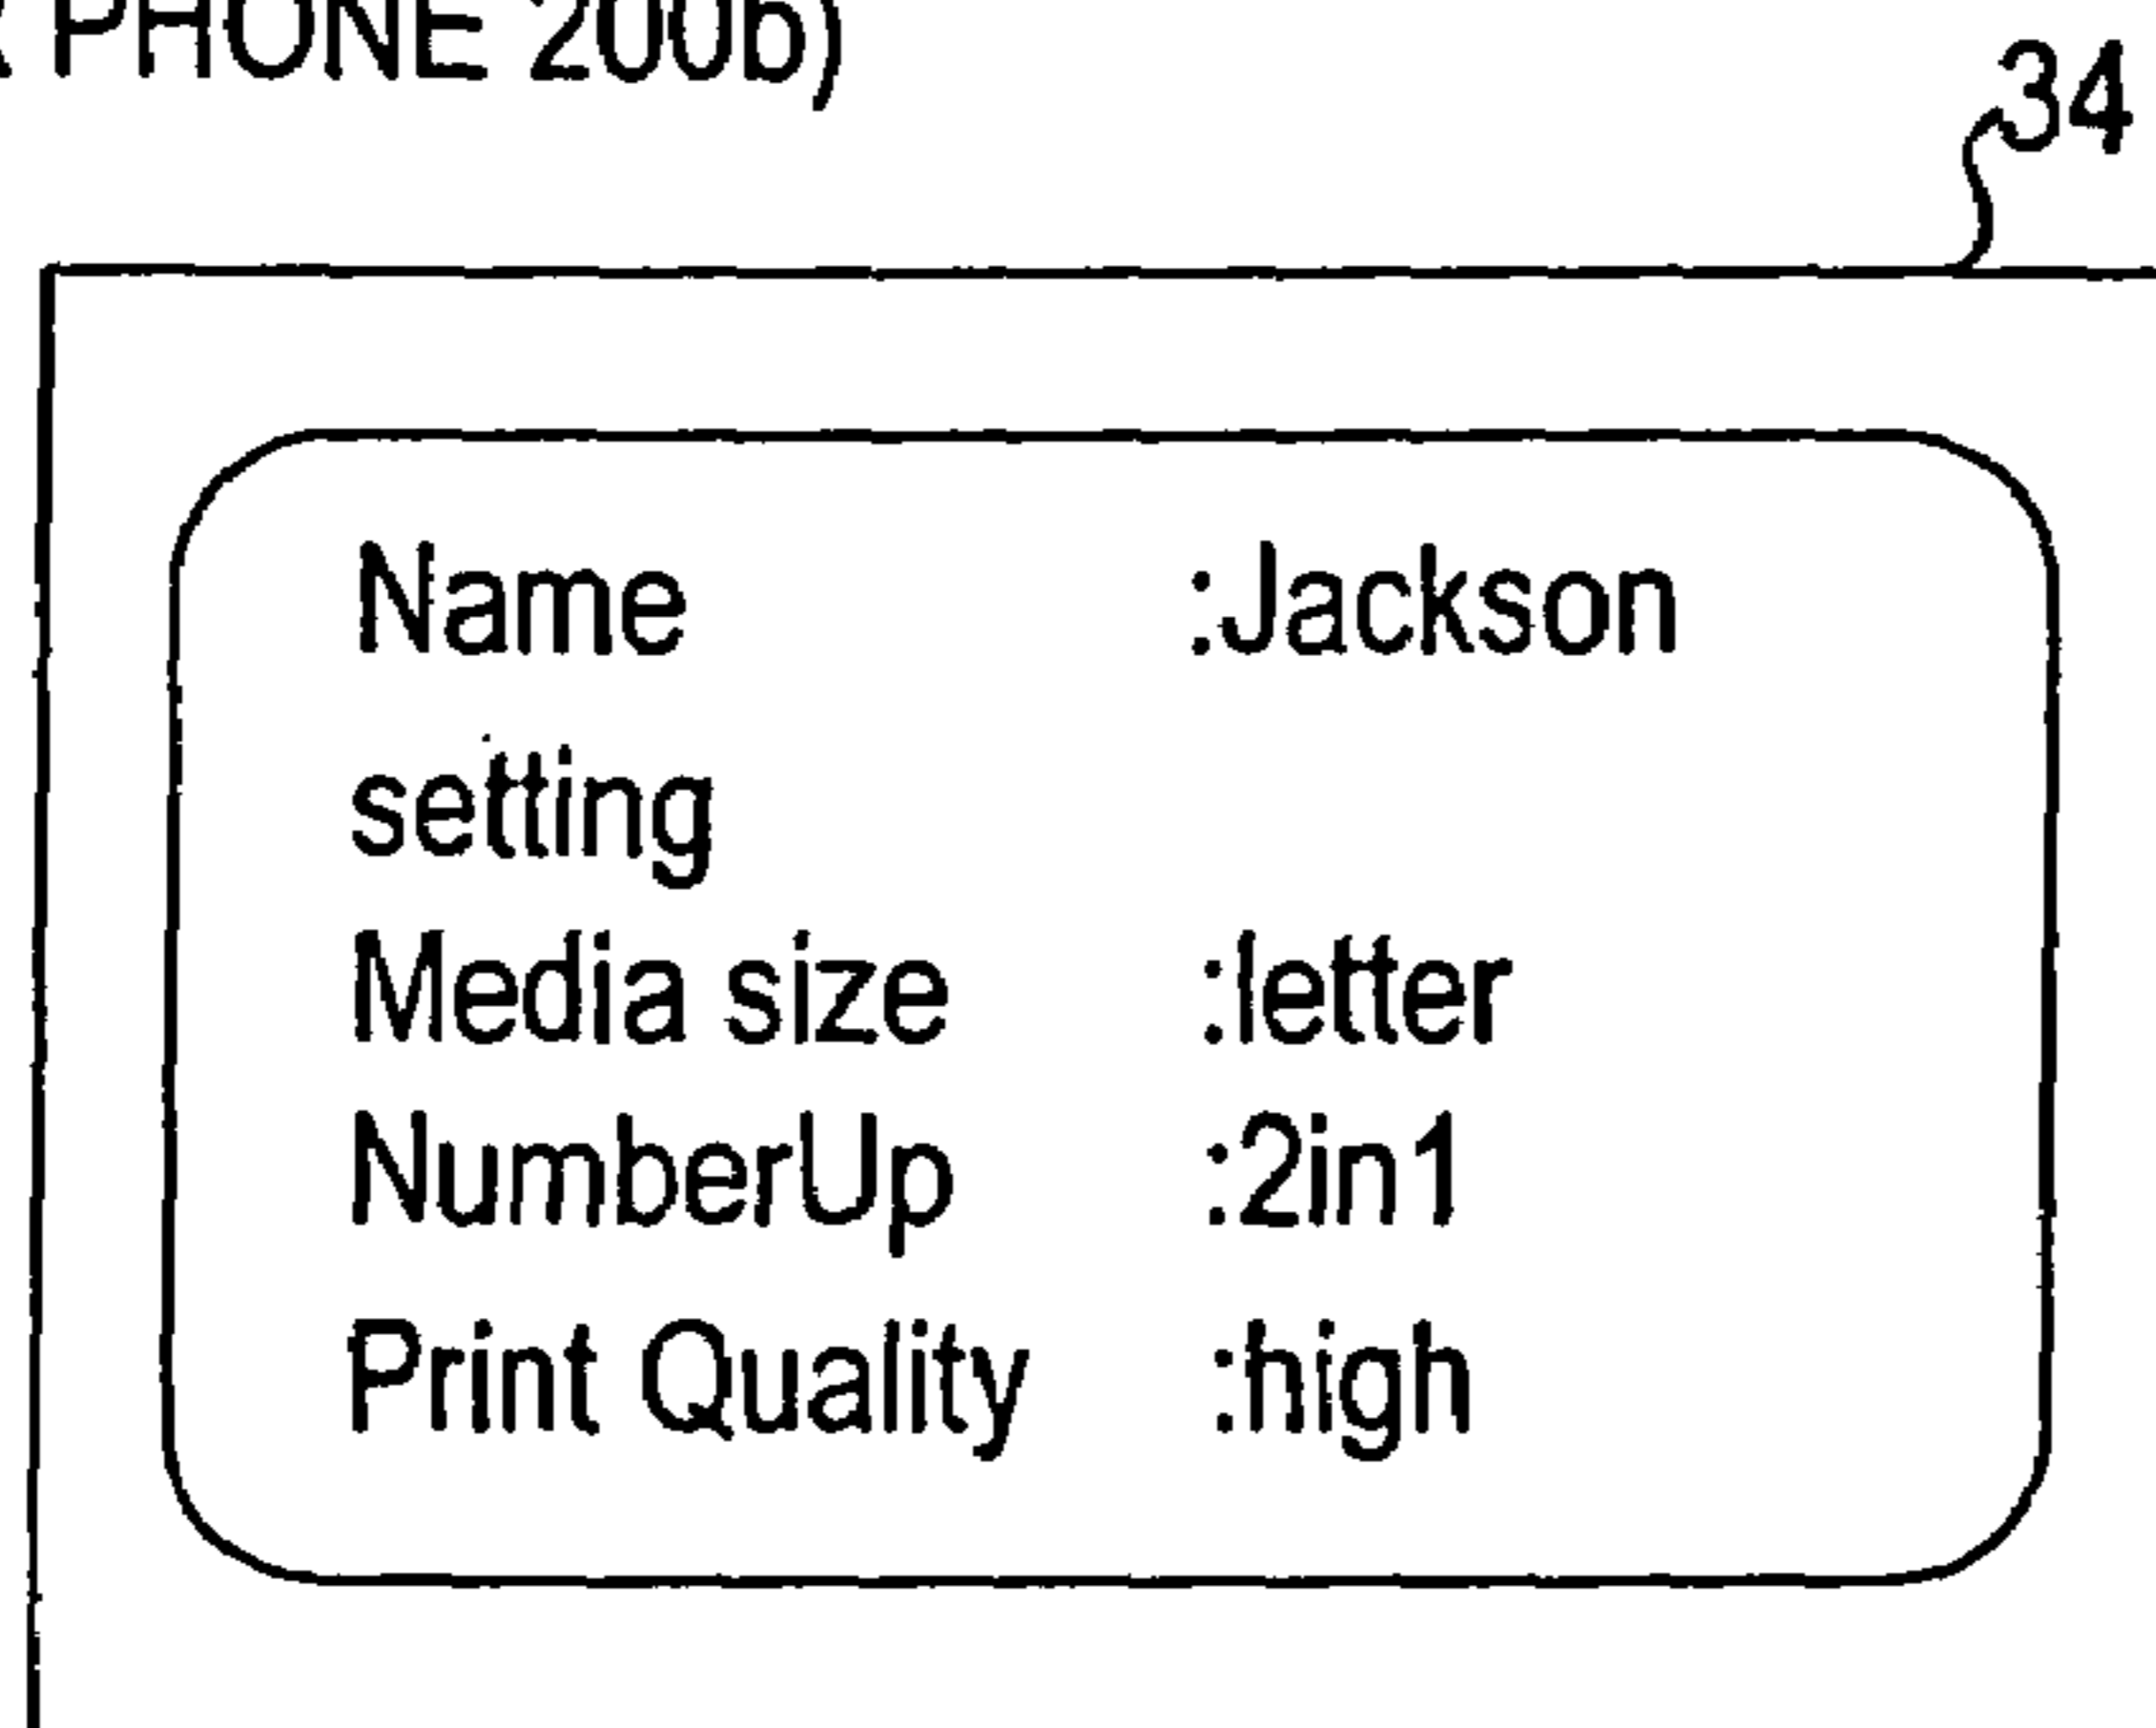 PHONE 200b)
34
Name :Jackson
setting
Media size :letter
NumberUp :2in1
Print Quality :high